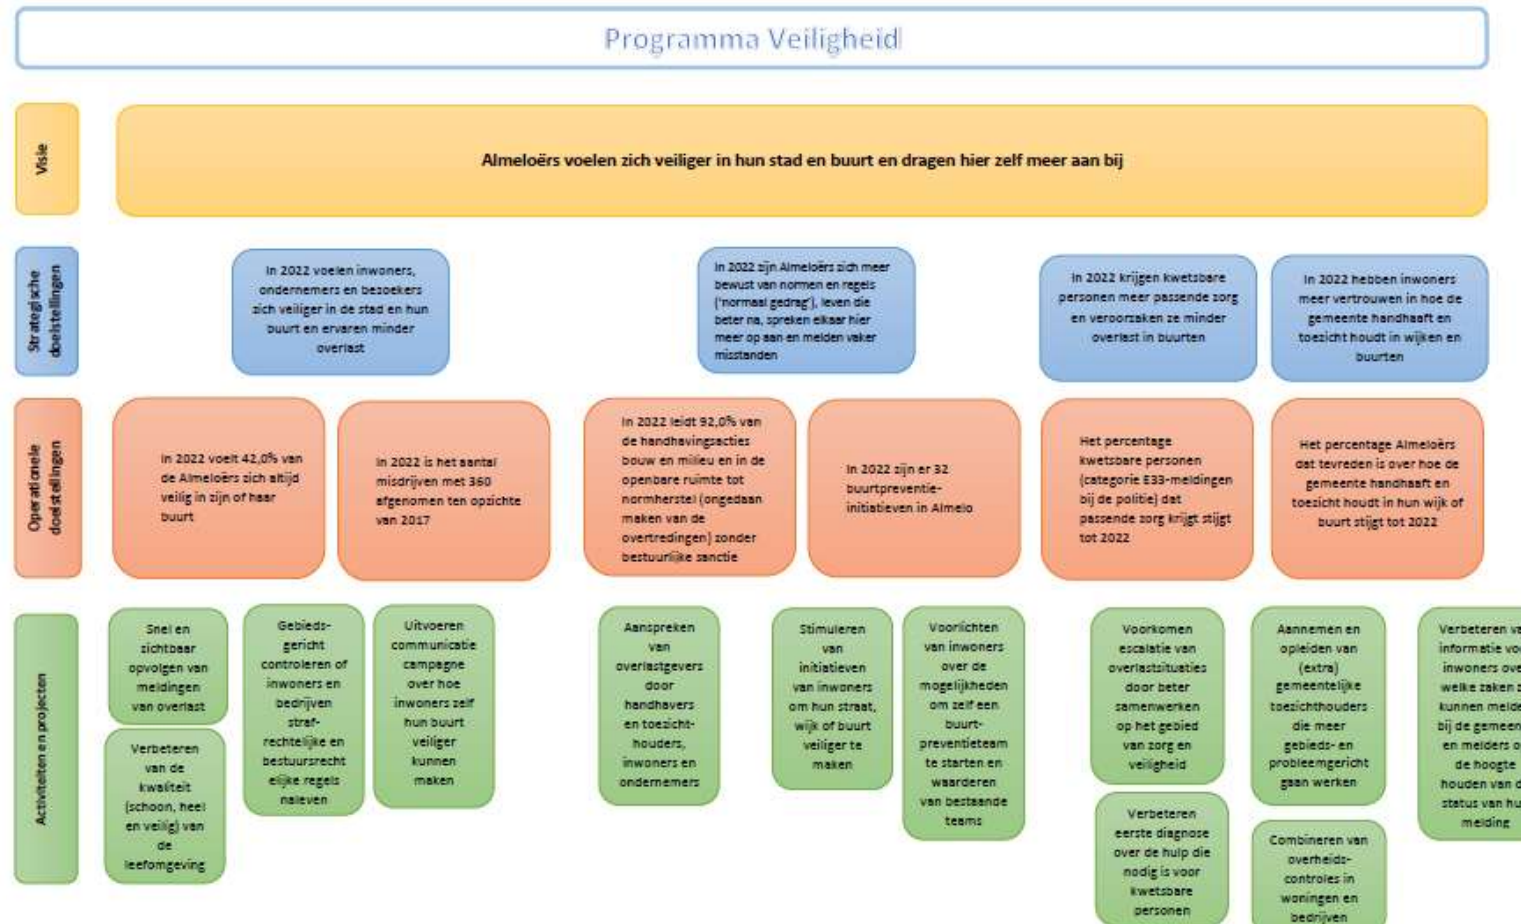 Programma Veiligheid
Visie
Almeloërs voelen zich veiliger in hun stad en buurt en dragen hier zelf meer aan bij
Strategische
doelstellingen
In 2022 voelen inwoners,
ondernemers en bezoekers
zich veiliger in de stad en hun
buurt en ervaren minder
overlast
In 2022 zijn Almeloërs zich meer
bewust van normen en regels
('normaal gedrag'), leven die
beter na, spreken elkaar hier
meer op aan en melden vaker
misstanden
In 2022 krijgen kwetsbare
personen meer passende zorg
en veroorzaken ze minder
overlast in buurten
In 2022 hebben inwoners
meer vertrouwen in hoe de
gemeente handhaaft en
toezicht houdt in wijken en
buurten
Operationele
doelstellingen
In 2022 voelt 42,0% van
de Almeloërs zich altijd
veilig in zijn of haar
buurt
In 2022 is het aantal
misdrijven met 360
afgenomen ten opzichte
van 2017
In 2022 leidt 92,0% van
de handhavingsacties
bouw en milieu en in de
openbare ruimte tot
normherstel (ongedaan
maken van de
overtredingen) zonder
bestuurlijke sanctie
In 2022 zijn er 32
buurtpreventie-
initiatieven in Almelo
Het percentage
kwetsbare personen
(categorie E33-meldingen
bij de politie) dat
passende zorg krijgt stijgt
tot 2022
Het percentage Almeloërs
dat tevreden is over hoe de
gemeente handhaaft en
toezicht houdt in hun wijk of
buurt stijgt tot 2022
Activiteiten en projecten
Snel en
zichtbaar
opvolgen van
meldingen
van overlast
Verbeteren
van de
kwaliteit
(schoon, heel
en veilig) van
de
leefomgeving
Gebieds-
gericht
controleren of
inwoners en
bedrijven
straf-
rechtelijke en
bestuursrecht
elijke regels
naleven
Uitvoeren
communicatie
campagne
over hoe
inwoners zelf
hun buurt
veiliger
kunnen
maken
Aanspreken
van
overlastgevers
door
handhavers
en toezicht-
houders,
inwoners en
ondernemers
Stimuleren
van
initiatieven
van inwoners
om hun straat,
wijk of buurt
veiliger te
maken
Voorlichten
van inwoners
over de
mogelijkheden
om zelf een
buurt-
preventieteam
te starten en
waarderen
van bestaande
teams
Voorkomen
escalatie van
overlastsituaties
door beter
samenwerken
op het gebied
van zorg en
veiligheid
Verbeteren
eerste diagnose
over de hulp die
nodig is voor
kwetsbare
personen
Aannemen en
opleiden van
(extra)
gemeentelijke
toezichthouders
die meer
gebieds- en
probleemgericht
gaan werken
Combineren van
overheids-
controles in
woningen en
bedrijven
Verbeteren
informatie
inwoners
welke zaken
kunnen
bij de
en melders
de hoogte
houden van
status van
melding